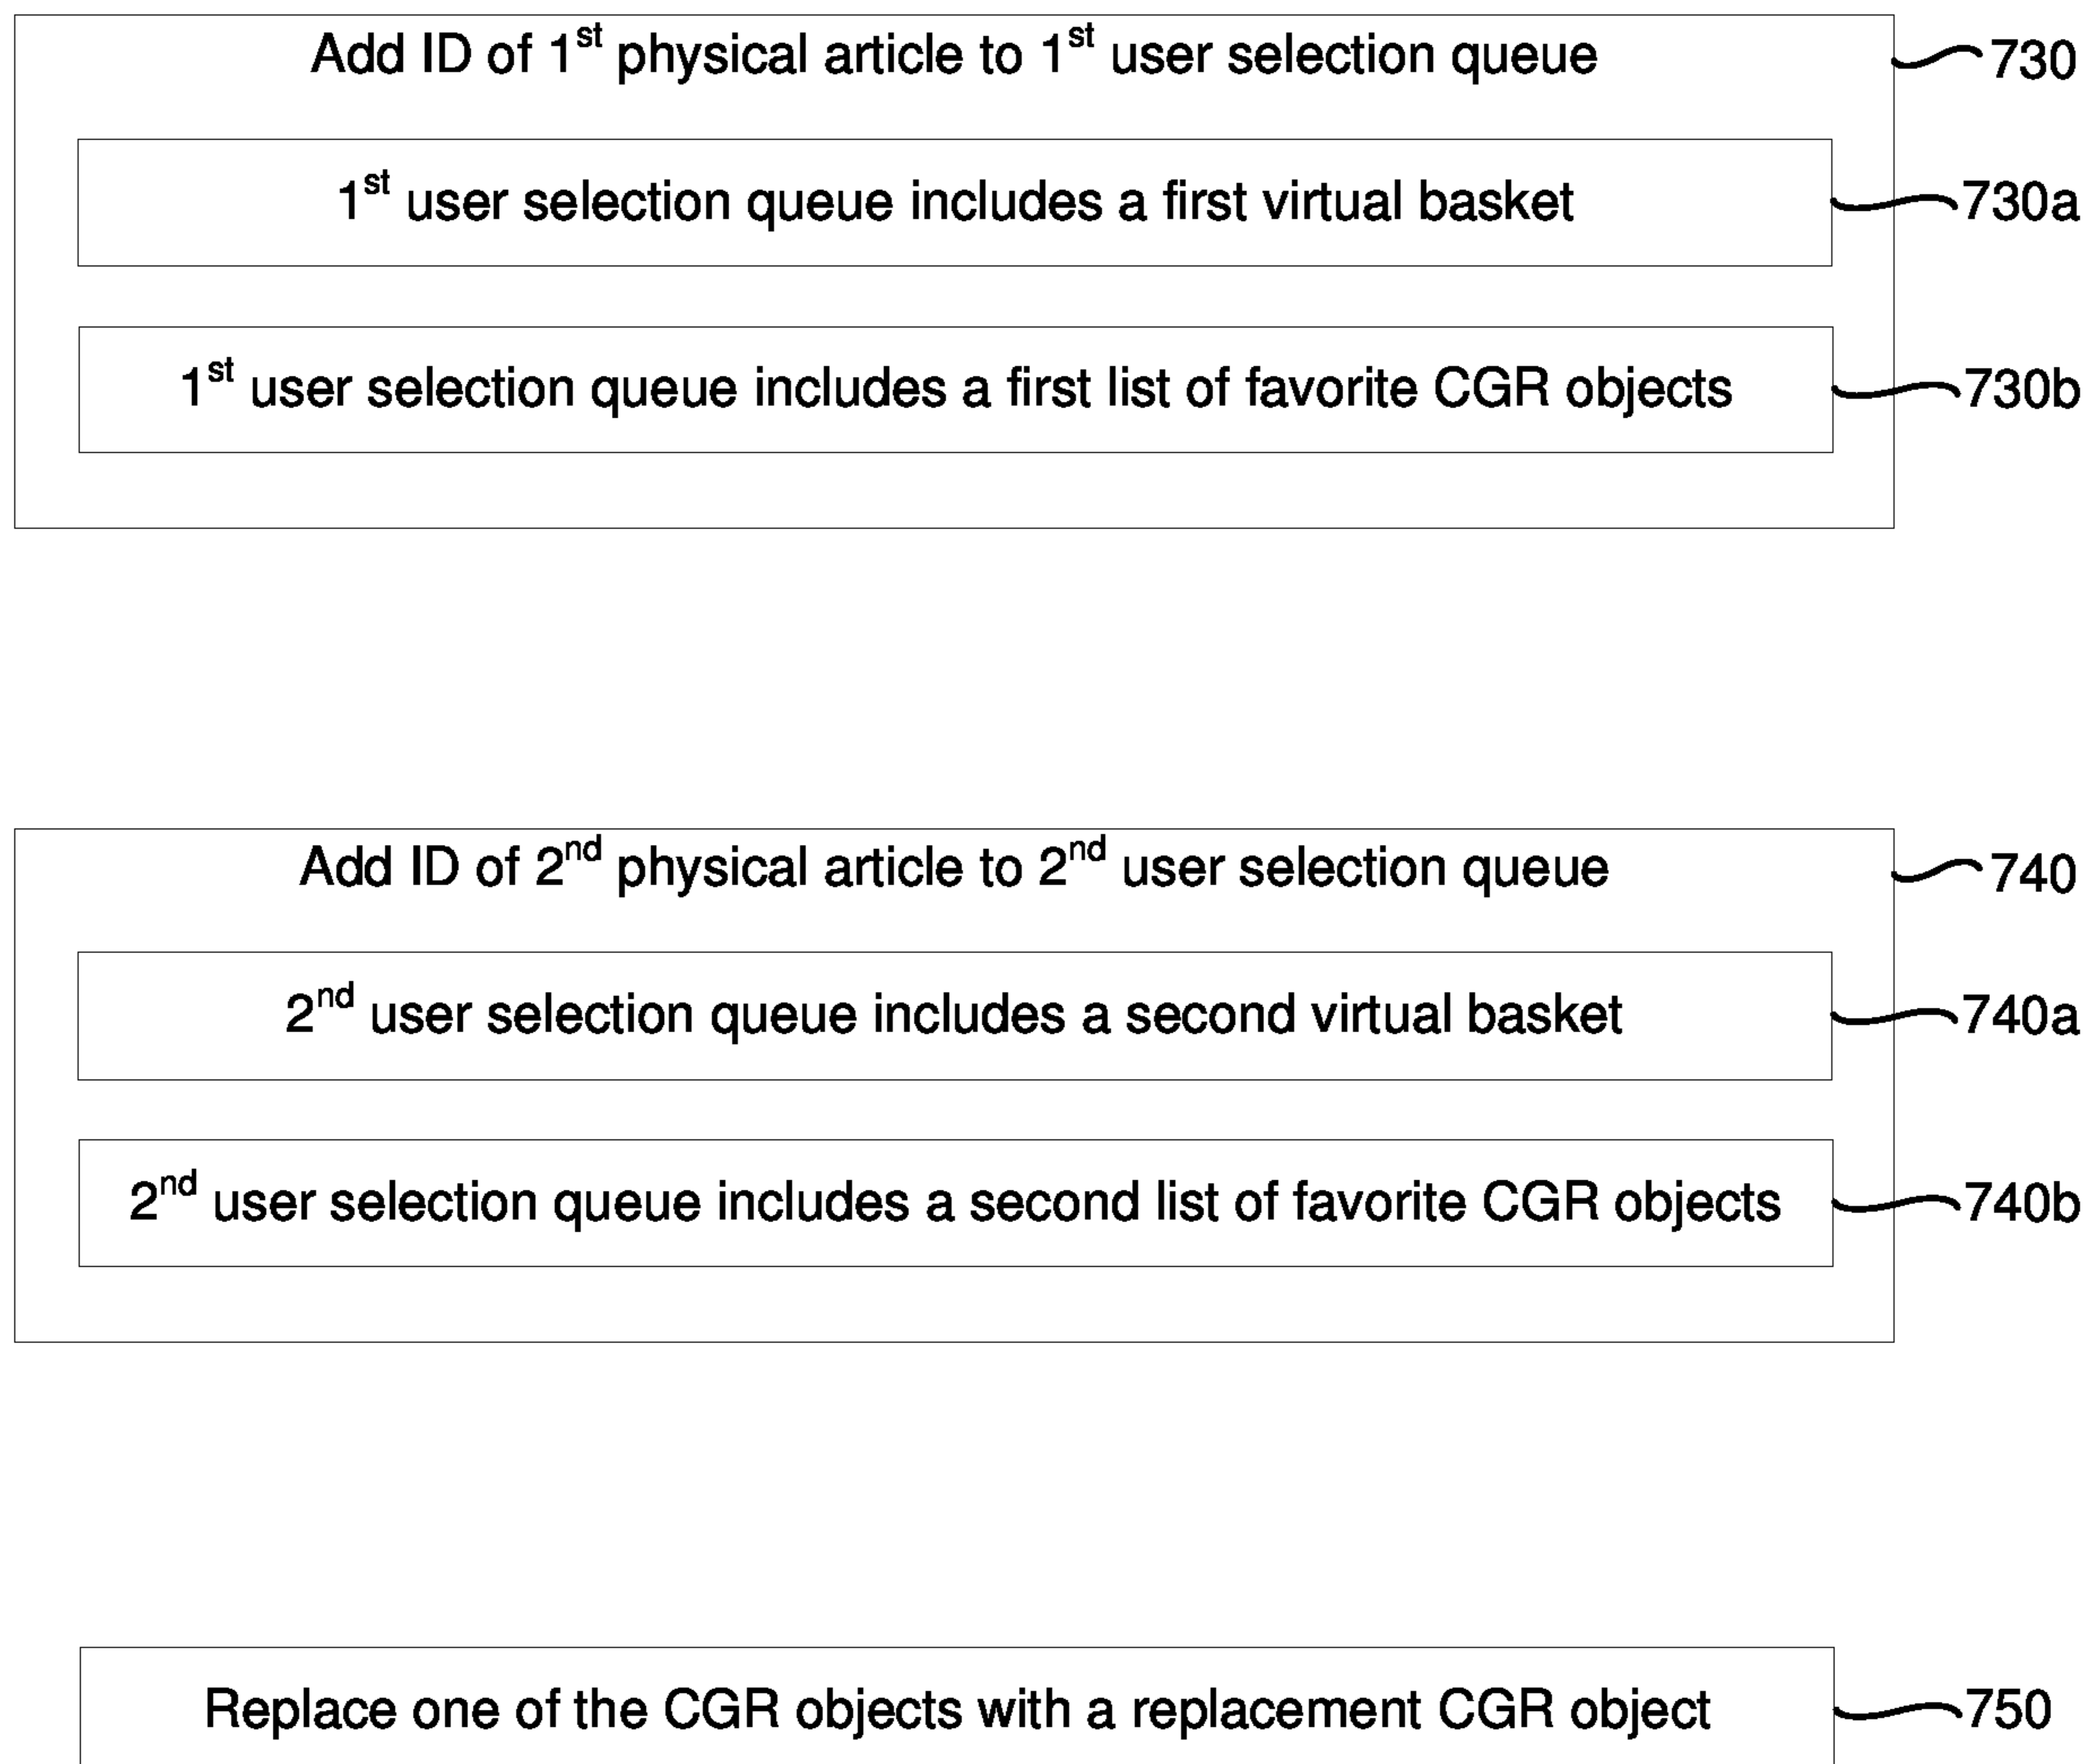 Add ID of 1st physical article to 1st user selection queue 730
1st user selection queue includes a first virtual basket 730a
1st user selection queue includes a first list of favorite CGR objects 730b
Add ID of 2nd physical article to 2nd user selection queue 740
2nd user selection queue includes a second virtual basket 740a
2nd user selection queue includes a second list of favorite CGR objects 740b
Replace one of the CGR objects with a replacement CGR object 750